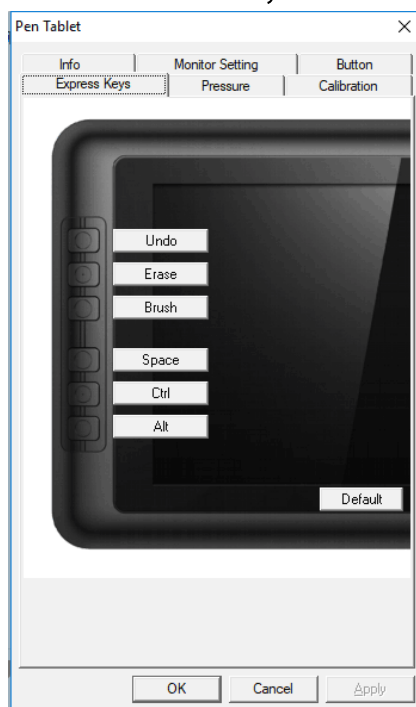 Pen Tablet
Info Monitor Setting Button
Express Keys Pressure Calibration
Undo
Erase
Brush
Space
Ctrl
Alt
Default
OK Cancel Apply